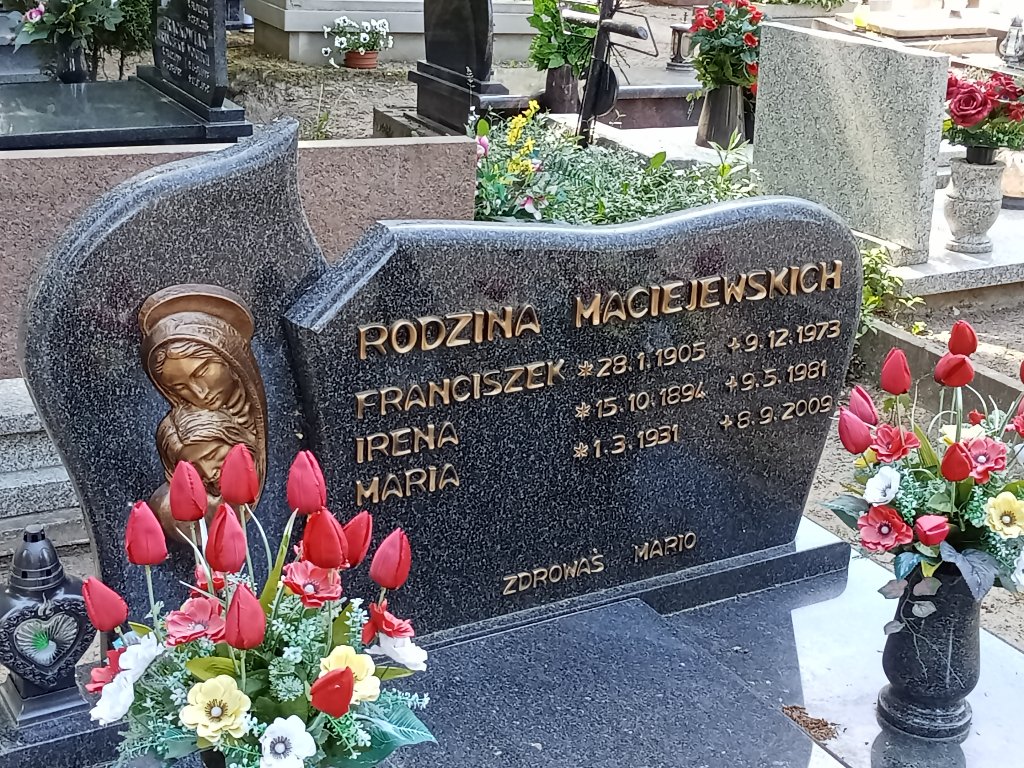 RODZINA MACIEJEWSKICH
FRANCISZEK *28.1.1905 +9.12.1973
IRENA *15.10.1894 +9.5.1981
MARIA *1.3.1931 +8.9.2009
ZDROWAŚ MARIO